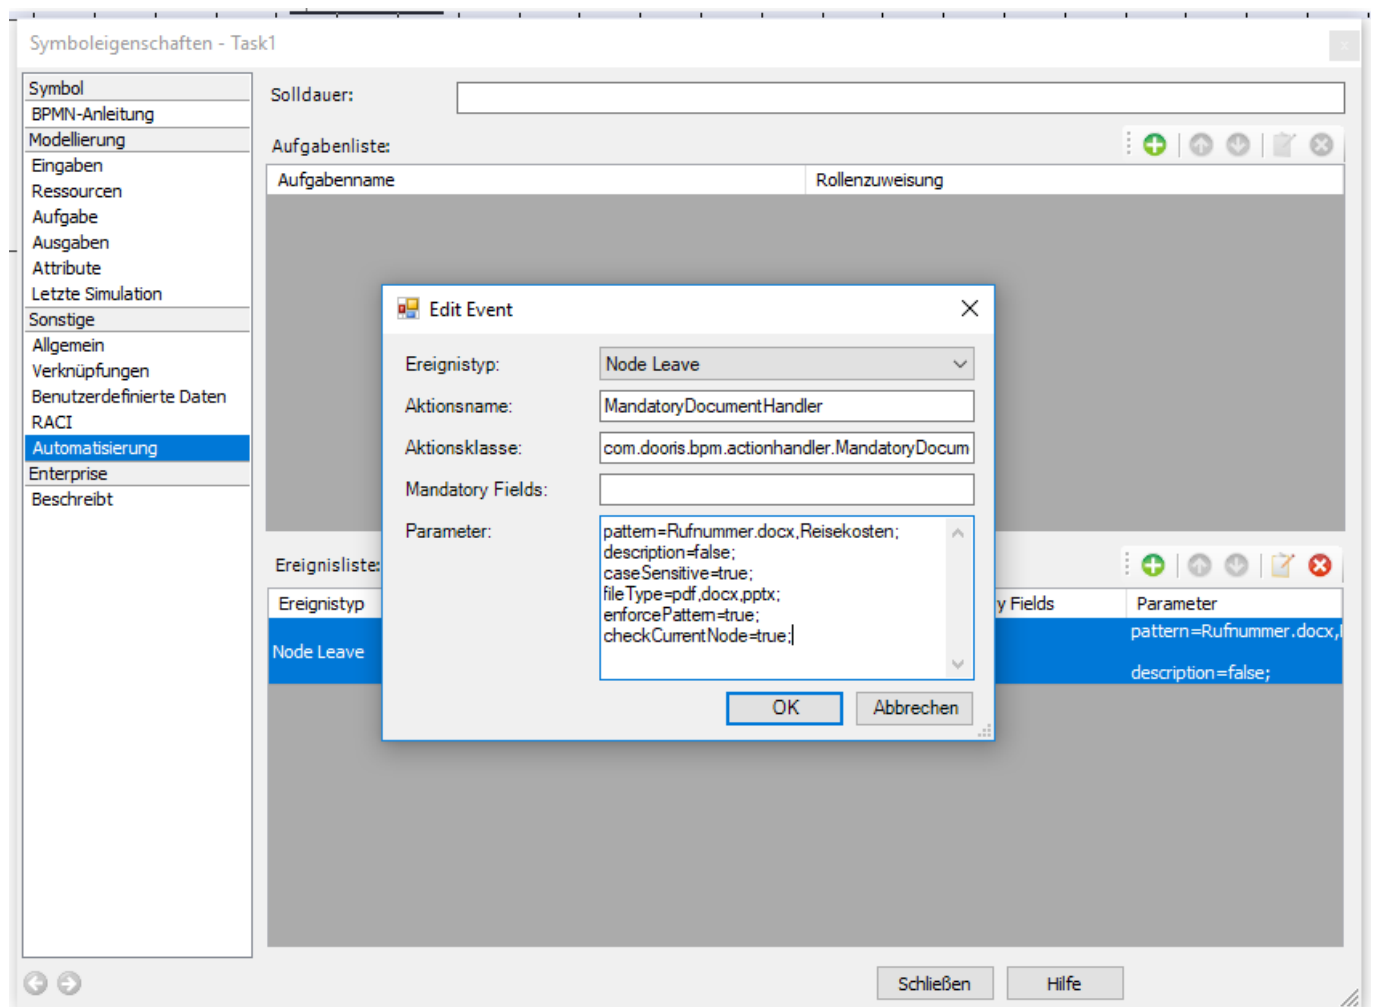 Symboleigenschaften - Task1
Symbol
BPMN-Anleitung
Modellierung
Eingaben
Ressourcen
Aufgabe
Ausgaben
Attribute
Letzte Simulation
Sonstige
Allgemein
Verknüpfungen
Benutzerdefinierte Daten
RACI
Automatisierung
Enterprise
Beschreibt
Solldauer:
Aufgabenliste:
Aufgabenname Rollenzuweisung
Edit Event
Ereignistyp: Node Leave
Aktionsname: MandatoryDocumentHandler
Aktionsklasse: com.dooris.bpm.actionhandler.MandatoryDocum
Mandatory Fields:
Parameter: pattern=Rufnummer.docx,Reisekosten;
description=false;
caseSensitive=true;
fileType=pdf,docx,pptx;
enforcePattern=true;
checkCurrentNode=true;
OK Abbrechen
Ereignisliste:
Ereignistyp y Fields Parameter
Node Leave pattern=Rufnummer.docx,
description=false;
Schließen Hilfe